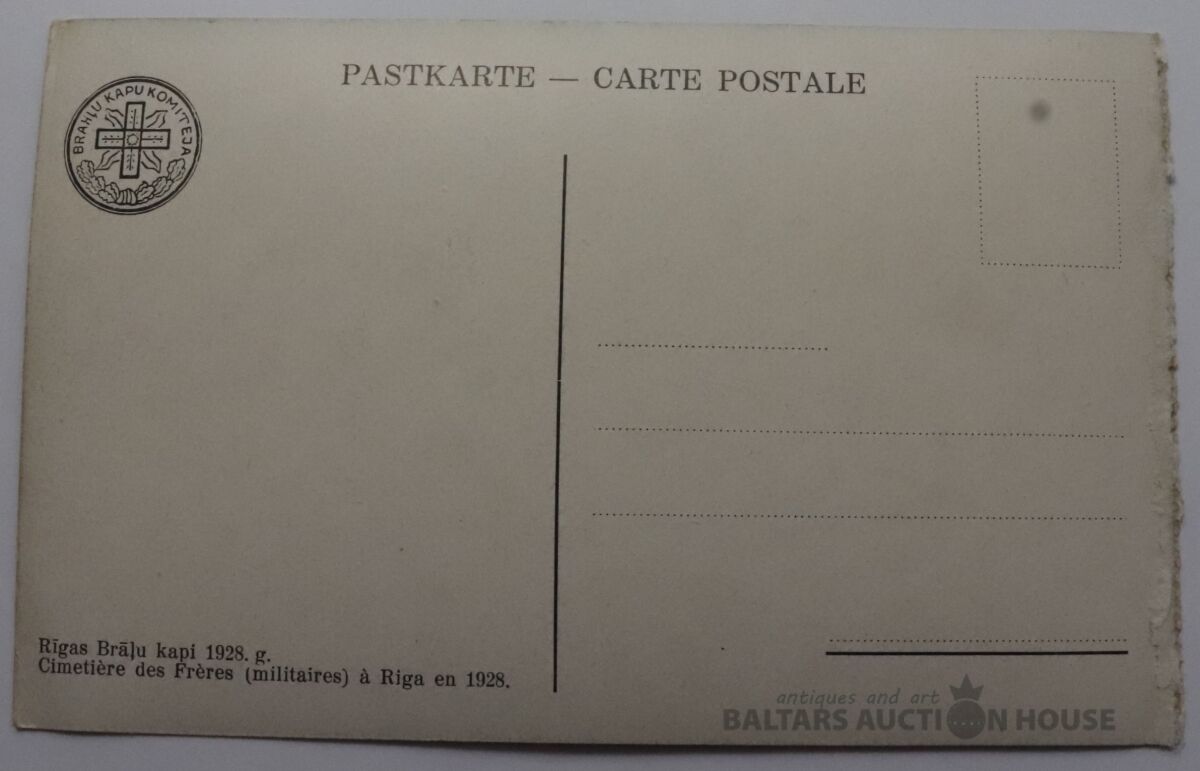 PASTKARTE — CARTE POSTALE
BRAHĻU KAPU KOMITEJA
Rīgas Brāļu kapi 1928. g.
Cimetière des Frères (militaires) à Riga en 1928.
antiques and art
BALTARS AUCTION HOUSE